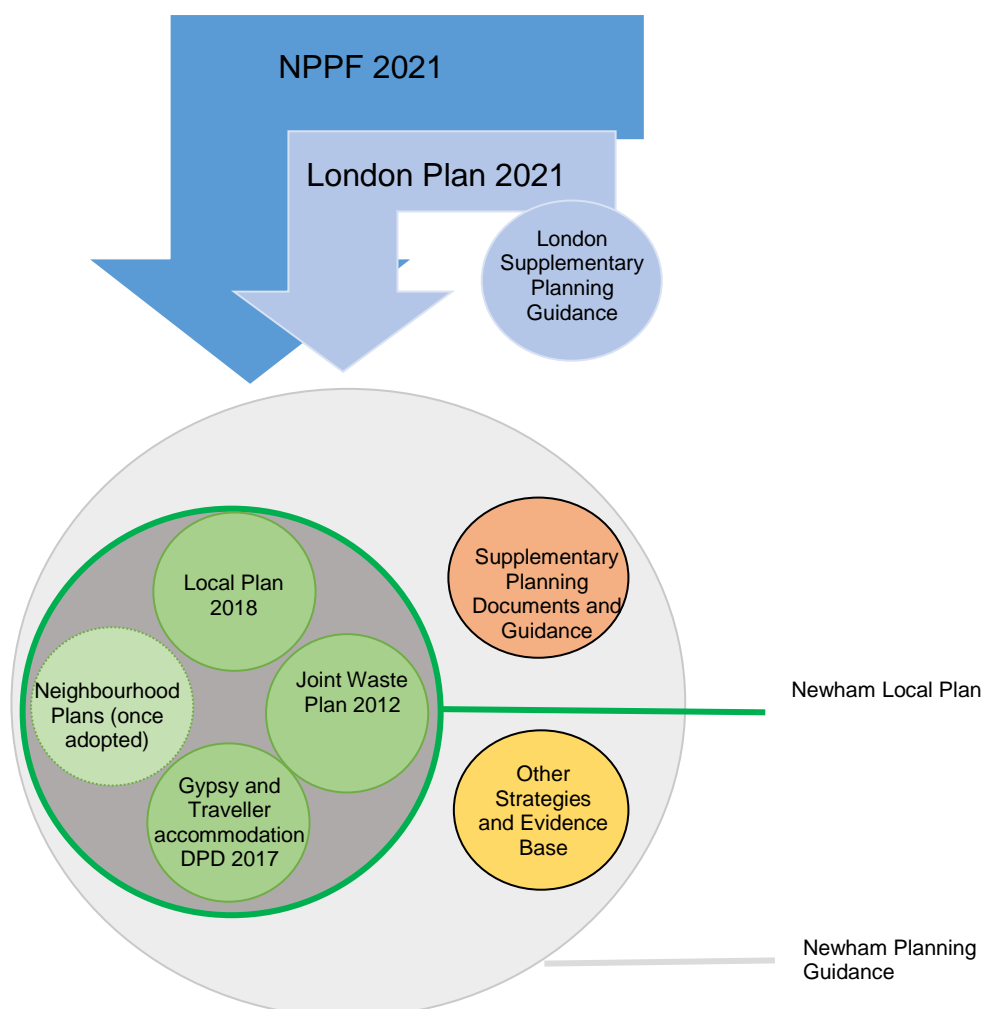 NPPF 2021
London Plan 2021
London
Supplementary
Planning
Guidance
Local Plan
2018
Supplementary
Planning
Documents and
Guidance
Neighbourhood
Plans (once
adopted)
Joint Waste
Plan 2012
Newham Local Plan
Gypsy and
Traveller
accommodation
DPD 2017
Other
Strategies
and Evidence
Base
Newham Planning
Guidance